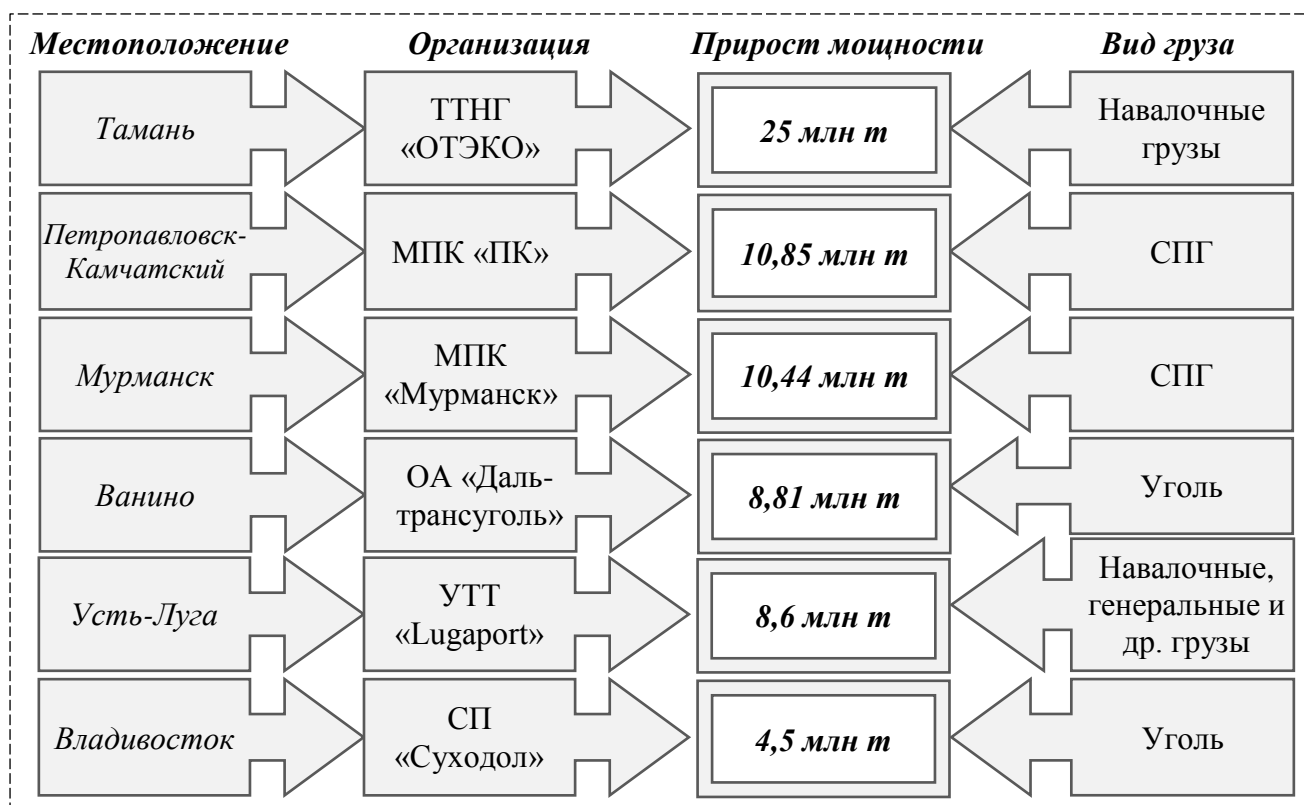 Местоположение Организация Прирост мощности Вид груза
Тамань
ТТНГ
«ОТЭКО»
25 млн т
Навалочные
грузы
Петропавловск-
Камчатский
МПК «ПК»
10,85 млн т
СПГ
Мурманск
МПК
«Мурманск»
10,44 млн т
СПГ
Ванино
ОА «Даль-
трансуголь»
8,81 млн т
Уголь
Усть-Луга
УТТ
«Lugaport»
8,6 млн т
Навалочные,
генеральные и
др. грузы
Владивосток
СП
«Суходол»
4,5 млн т
Уголь